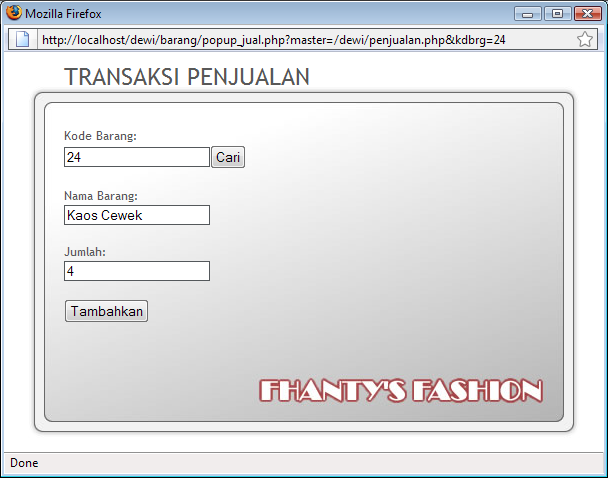 Mozilla Firefox
http://localhost/dewi/barang/popup_jual.php?master=/dewi/penjualan.php&kdbrg=24
TRANSAKSI PENJUALAN
Kode Barang:
24 Cari
Nama Barang:
Kaos Cewek
Jumlah:
4
Tambahkan
FHANTY'S FASHION
Done